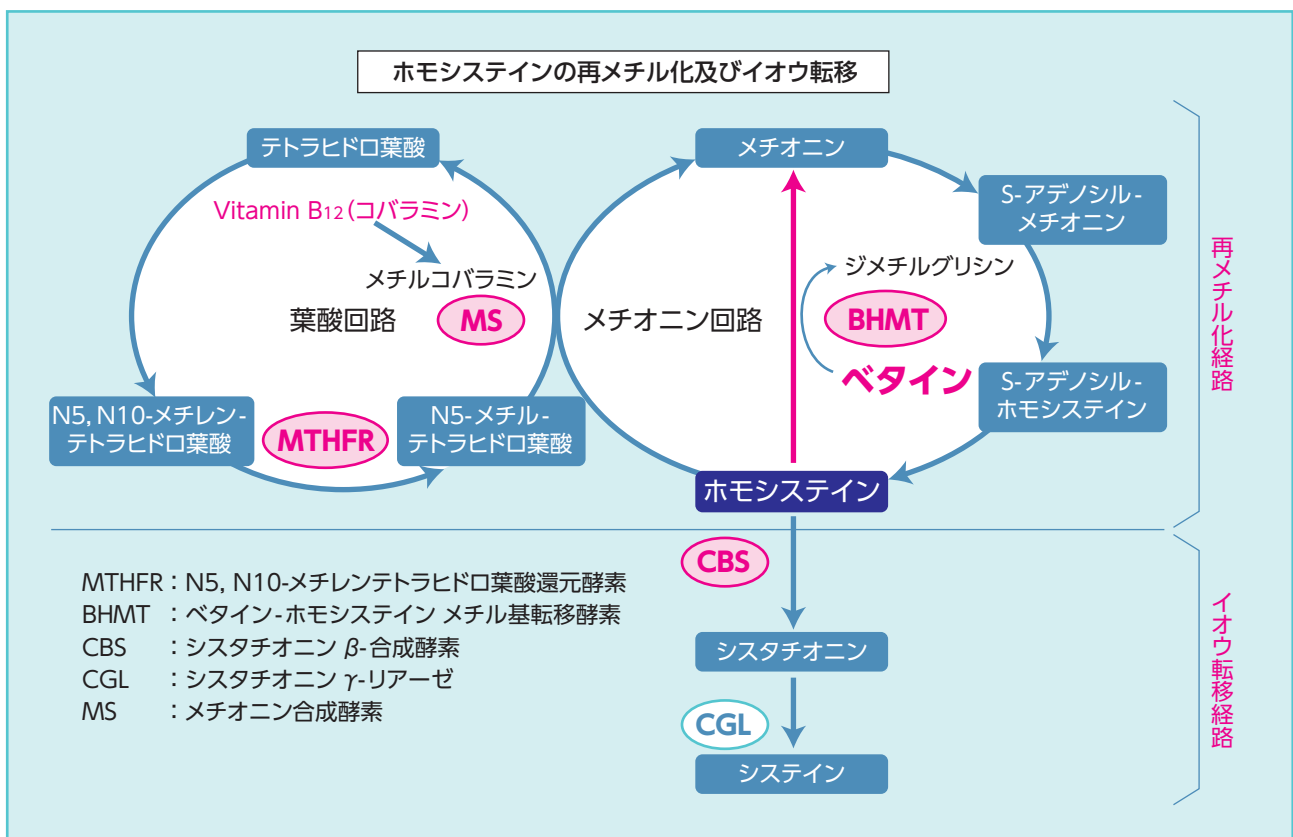 ホモシステインの再メチル化及びイオウ転移
テトラヒドロ葉酸
Vitamin B12(コバラミン)
メチルコバラミン
葉酸回路
MS
N5, N10-メチレン-
テトラヒドロ葉酸
MTHFR
N5-メチル-
テトラヒドロ葉酸
メチオニン
S-アデノシル-
メチオニン
ジメチルグリシン
メチオニン回路
BHMT
ベタイン
S-アデノシル-
ホモシステイン
ホモシステイン
再メチル化経路
CBS
シスタチオニン
CGL
システイン
イオウ転移経路
MTHFR:N5, N10-メチレンテトラヒドロ葉酸還元酵素
BHMT :ベタイン-ホモシステイン メチル基転移酵素
CBS :シスタチオニン β-合成酵素
CGL :シスタチオニン γ-リアーゼ
MS :メチオニン合成酵素